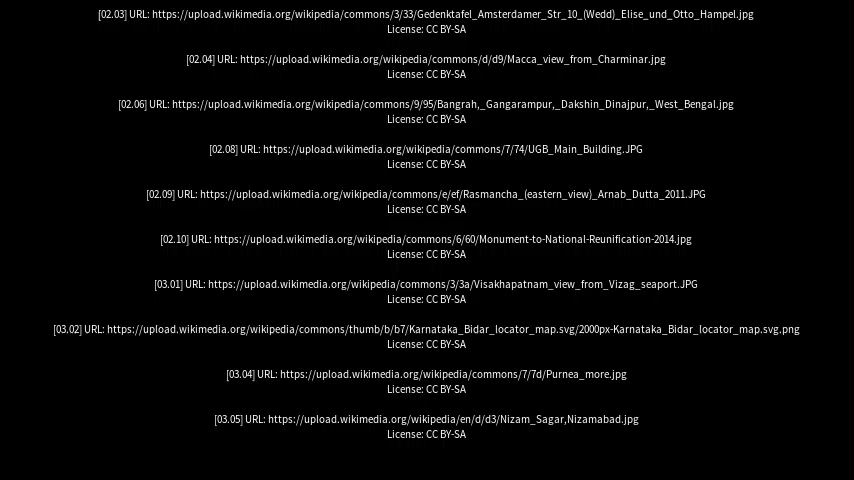 [02.03] URL: https://upload.wikimedia.org/wikipedia/commons/3/33/Gedenktafel_Amsterdamer_Str_10_(Wedd)_Elise_und_Otto_Hampel.jpg
License: CC BY-SA
[02.04] URL: https://upload.wikimedia.org/wikipedia/commons/d/d9/Macca_view_from_Charminar.jpg
License: CC BY-SA
[02.06] URL: https://upload.wikimedia.org/wikipedia/commons/9/95/Bangrah,_Gangarampur,_Dakshin_Dinajpur,_West_Bengal.jpg
License: CC BY-SA
[02.08] URL: https://upload.wikimedia.org/wikipedia/commons/7/74/UGB_Main_Building.JPG
License: CC BY-SA
[02.09] URL: https://upload.wikimedia.org/wikipedia/commons/e/ef/Rasmancha_(eastern_view)_Arnab_Dutta_2011.JPG
License: CC BY-SA
[02.10] URL: https://upload.wikimedia.org/wikipedia/commons/6/60/Monument-to-National-Reunification-2014.jpg
License: CC BY-SA
[03.01] URL: https://upload.wikimedia.org/wikipedia/commons/3/3a/Visakhapatnam_view_from_Vizag_seaport.JPG
License: CC BY-SA
[03.02] URL: https://upload.wikimedia.org/wikipedia/commons/thumb/b/b7/Karnataka_Bidar_locator_map.svg/2000px-Karnataka_Bidar_locator_map.svg.png
License: CC BY-SA
[03.04] URL: https://upload.wikimedia.org/wikipedia/commons/7/7d/Purnea_more.jpg
License: CC BY-SA
[03.05] URL: https://upload.wikimedia.org/wikipedia/en/d/d3/Nizam_Sagar,Nizamabad.jpg
License: CC BY-SA